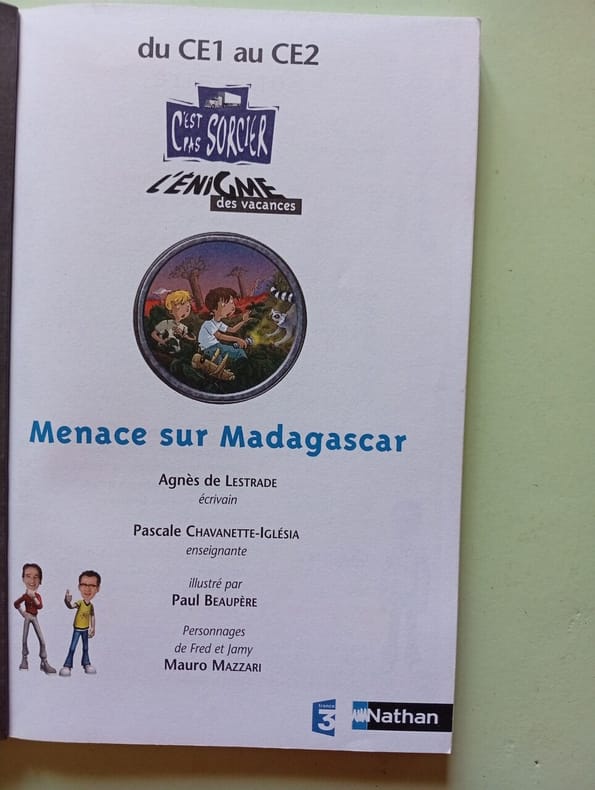 du CE1 au CE2
C'EST
PAS SORCIER
L'ÉNIGME
des vacances
Menace sur Madagascar
Agnès de LESTRADE
écrivain
Pascale CHAVANETTE-IGLÉSIA
enseignante
illustré par
Paul BEAUPÈRE
Personnages
de Fred et Jamy
Mauro MAZZARI
france
3
Nathan